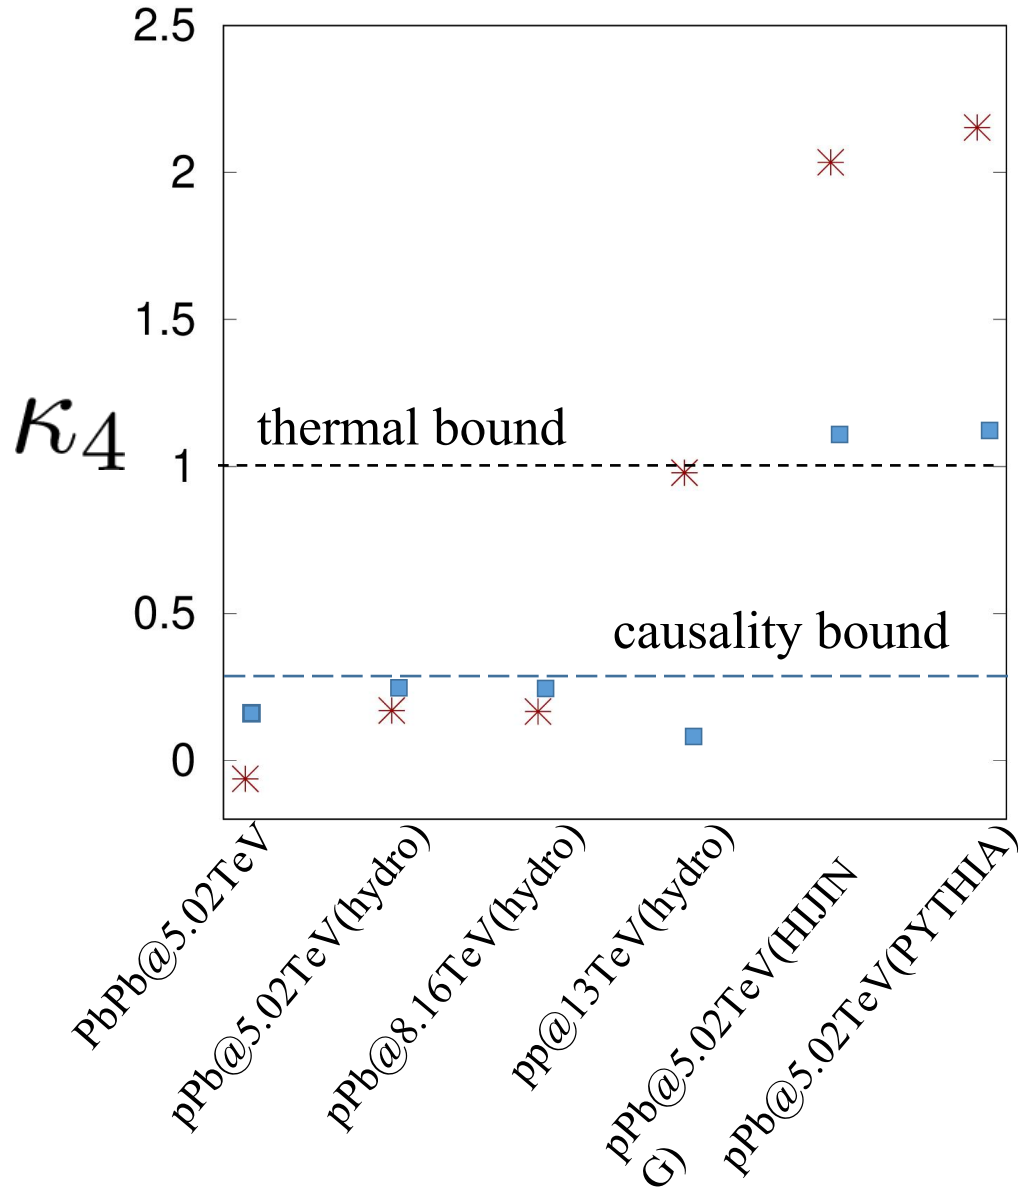 2.5
2
1.5
κ4
thermal bound
1
0.5
causality bound
0
PbPb@5.02TeV
pPb@5.02TeV(hydro)
pPb@8.16TeV(hydro)
pp@13TeV(hydro)
pPb@5.02TeV(HIJIN
G)
pPb@5.02TeV(PYTHIA)